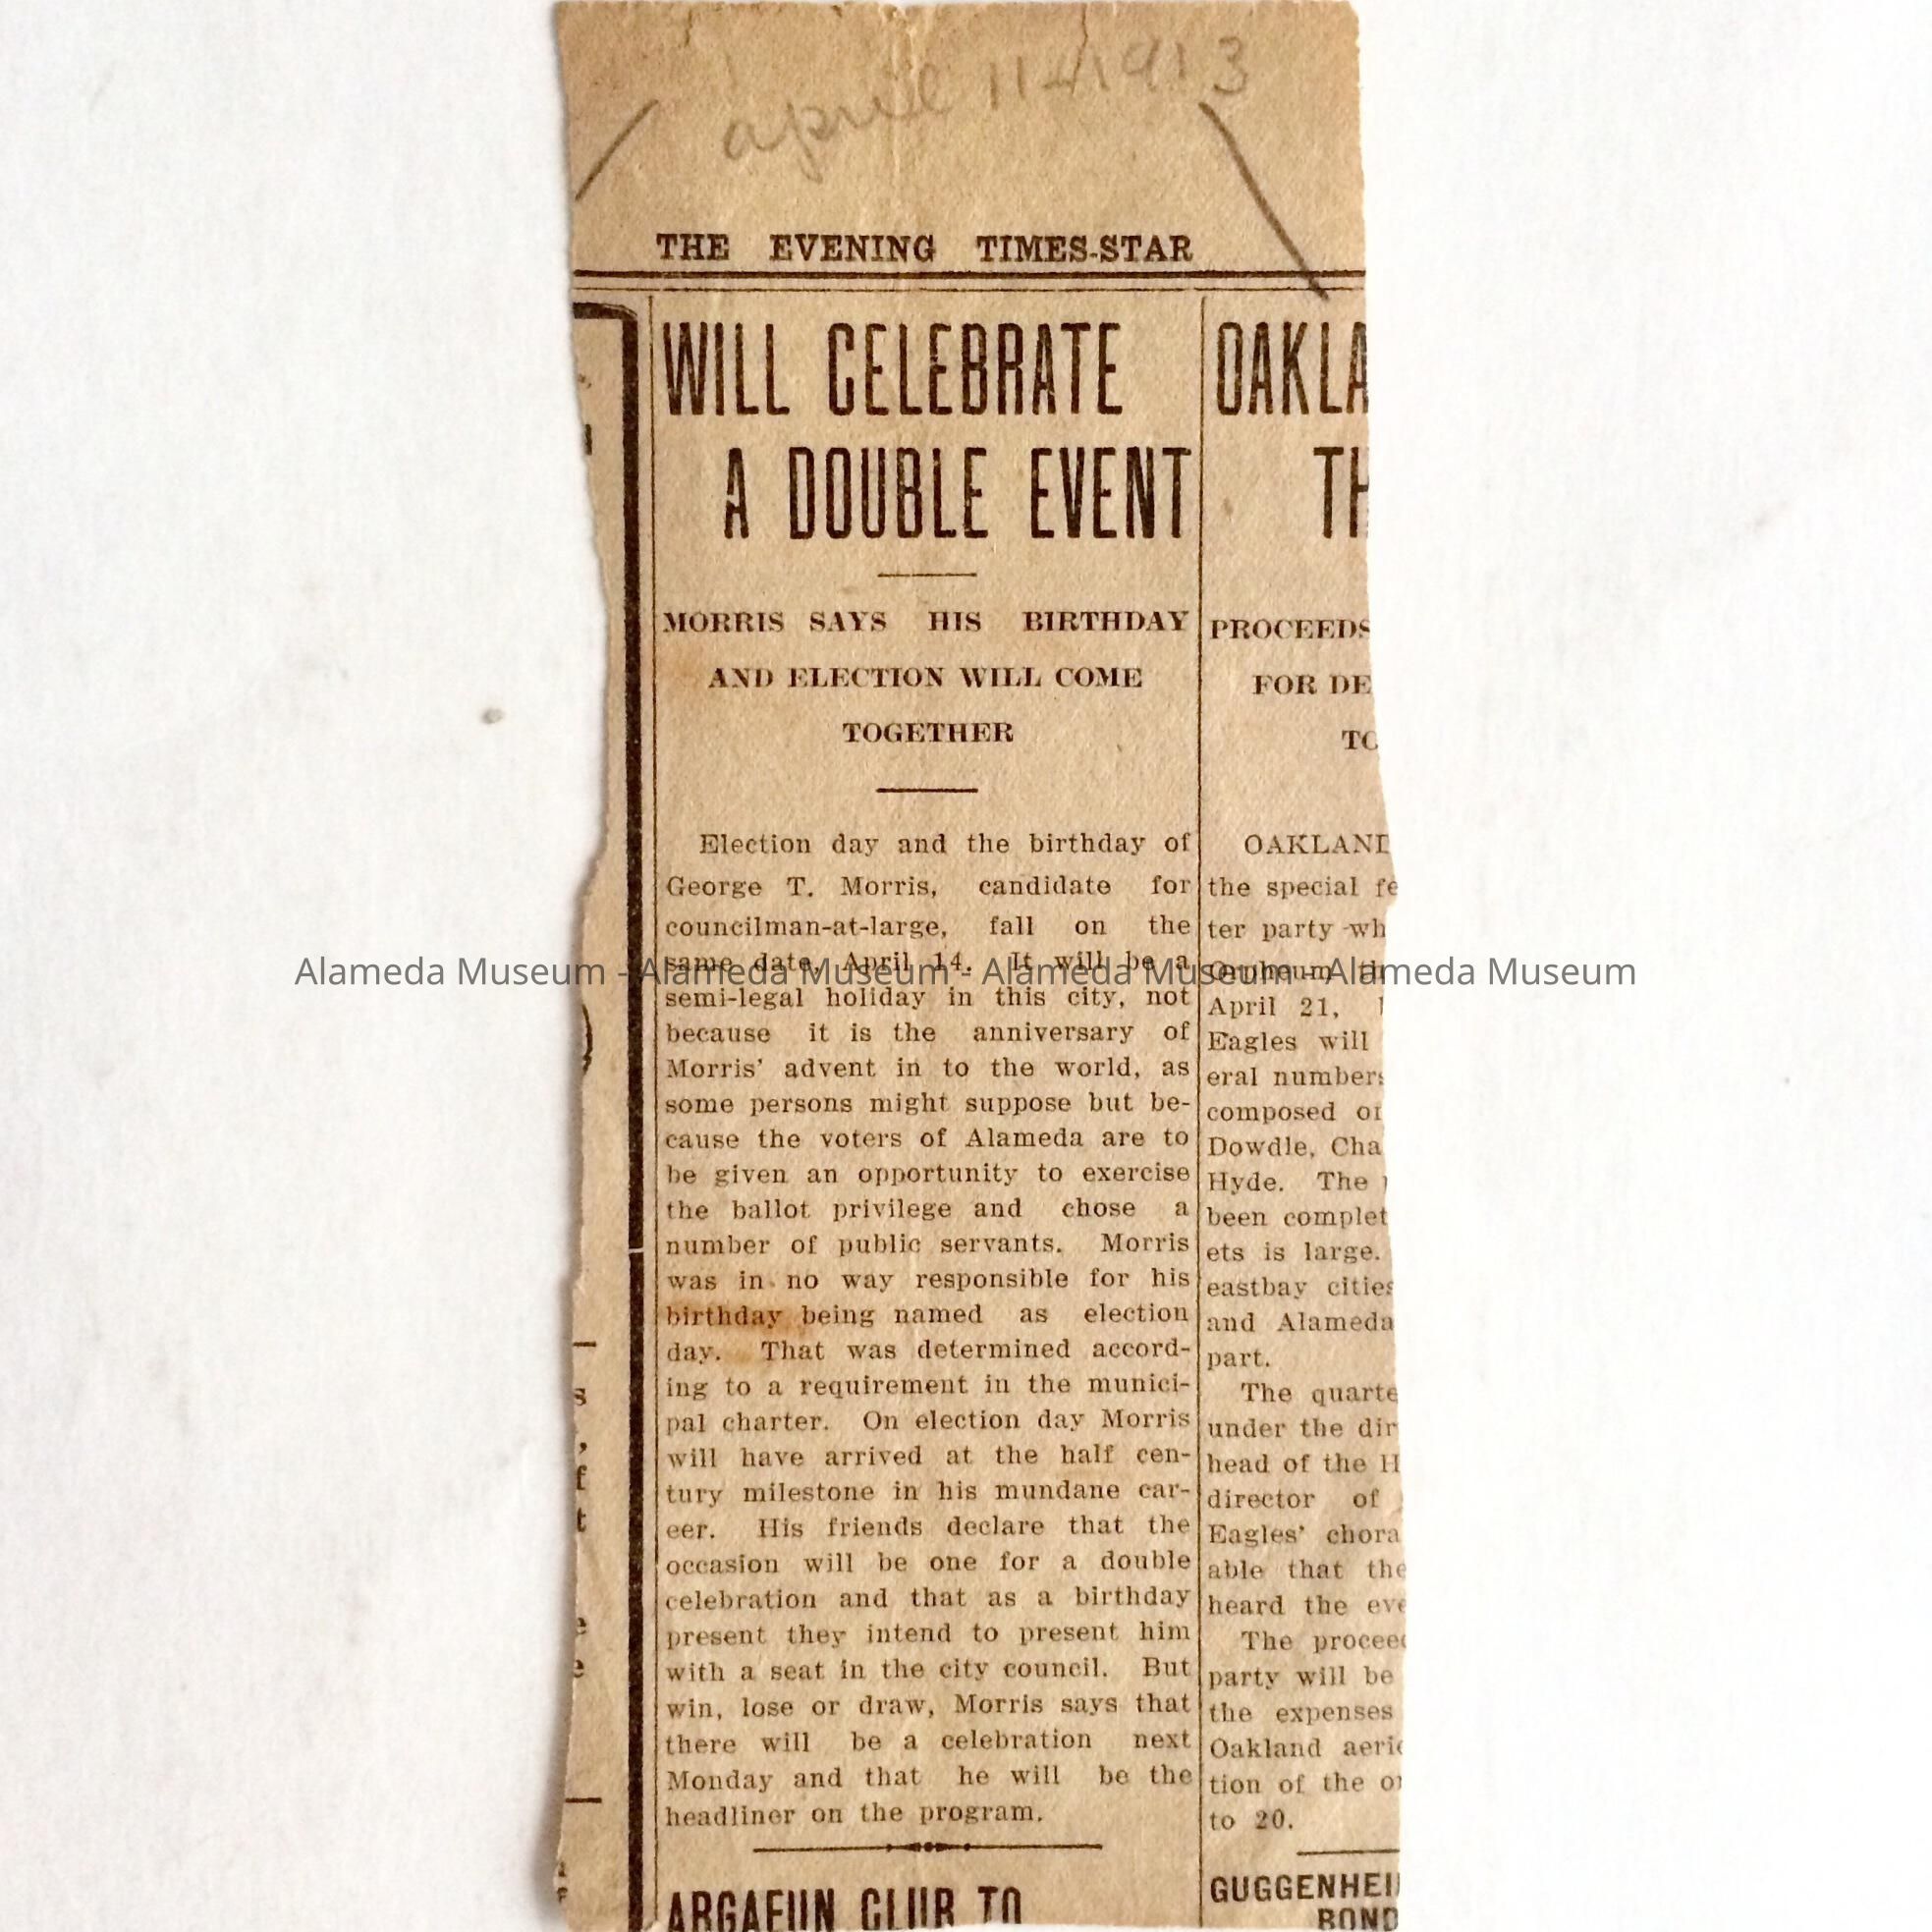 april 11 1913
THE EVENING TIMES-STAR
WILL CELEBRATE
A DOUBLE EVENT
MORRIS SAYS HIS BIRTHDAY
AND ELECTION WILL COME
TOGETHER
Election day and the birthday of
George T. Morris, candidate for
councilman-at-large, fall on the
same date, April 14. It will be a
semi-legal holiday in this city, not
because it is the anniversary of
Morris' advent in to the world, as
some persons might suppose but be-
cause the voters of Alameda are to
be given an opportunity to exercise
the ballot privilege and chose a
number of public servants. Morris
was in no way responsible for his
birthday being named as election
day. That was determined accord-
ing to a requirement in the munici-
pal charter. On election day Morris
will have arrived at the half cen-
tury milestone in his mundane car-
eer. His friends declare that the
occasion will be one for a double
celebration and that as a birthday
present they intend to present him
with a seat in the city council. But
win, lose or draw, Morris says that
there will be a celebration next
Monday and that he will be the
headliner on the program.
ARGAFUN CLUB TO
OAKLA
TH
PROCEEDS
FOR DE
TO
OAKLAND
the special fe
ter party wh
Orpheum th
April 21,
Eagles will
eral numbers
composed of
Dowdle, Cha
Hyde. The
been complet
ets is large.
eastbay cities
and Alameda
part.
The quarte
under the dir
head of the H
director of
Eagles' chora
able that the
heard the eve
The proceed
party will be
the expenses
Oakland aerie
tion of the or
to 20.
GUGGENHEI
BOND
Alameda Museum - Alameda Museum - Alameda Museum - Alameda Museum